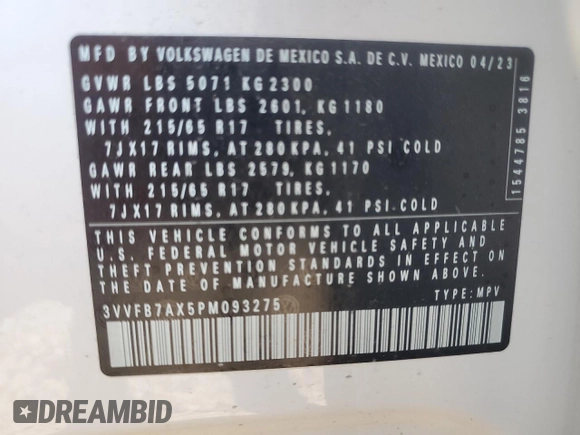 MFD BY VOLKSWAGEN DE MEXICO S.A. DE C.V. MEXICO 04/23
GVWR LBS 5071 KG 2300
GAWR FRONT LBS 2601, KG 1180
WITH 215/65 R17 TIRES,
7JX17 RIMS, AT 280 KPA, 41 PSI COLD
GAWR REAR LBS 2579, KG 1170
WITH 215/65 R17 TIRES,
7JX17 RIMS, AT 280 KPA, 41 PSI COLD
THIS VEHICLE CONFORMS TO ALL APPLICABLE
U.S. FEDERAL MOTOR VEHICLE SAFETY AND
THEFT PREVENTION STANDARDS IN EFFECT ON
THE DATE OF MANUFACTURE SHOWN ABOVE.
3VVFB7AX5PM093275
TYPE: MPV
1544785 3816
DREAMBID